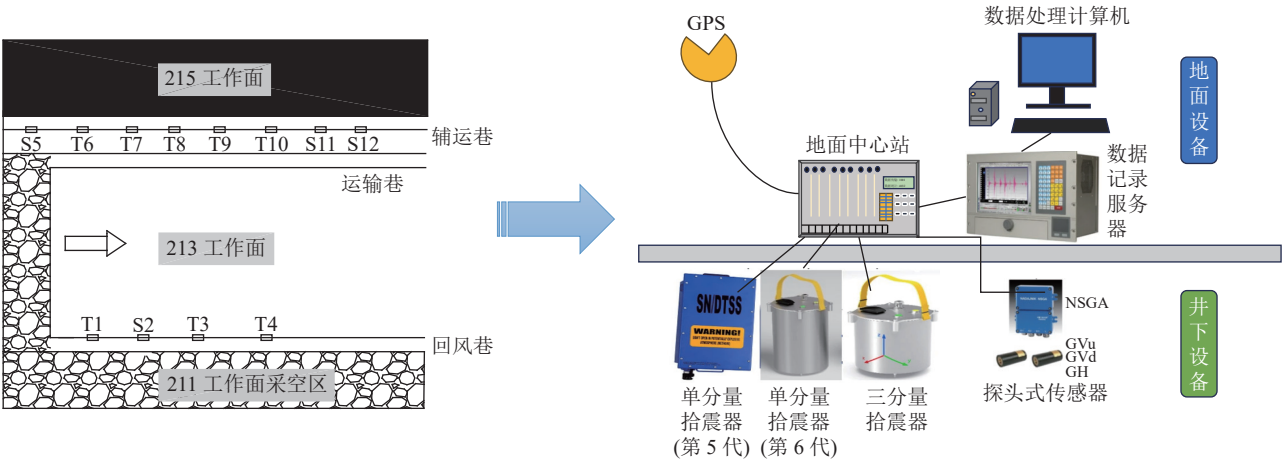 215 工作面
S5 T6 T7 T8 T9 T10 S11 S12
辅运巷
运输巷
213 工作面
T1 S2 T3 T4
回风巷
211 工作面采空区
GPS
数据处理计算机
地面中心站
数据
记录
服务
器
地面设备
SN/DTSS
WARNING!
单分量
拾震器
(第 5 代)
单分量
拾震器
(第 6 代)
三分量
拾震器
NSGA
GVu
GVd
GH
探头式传感器
井下设备